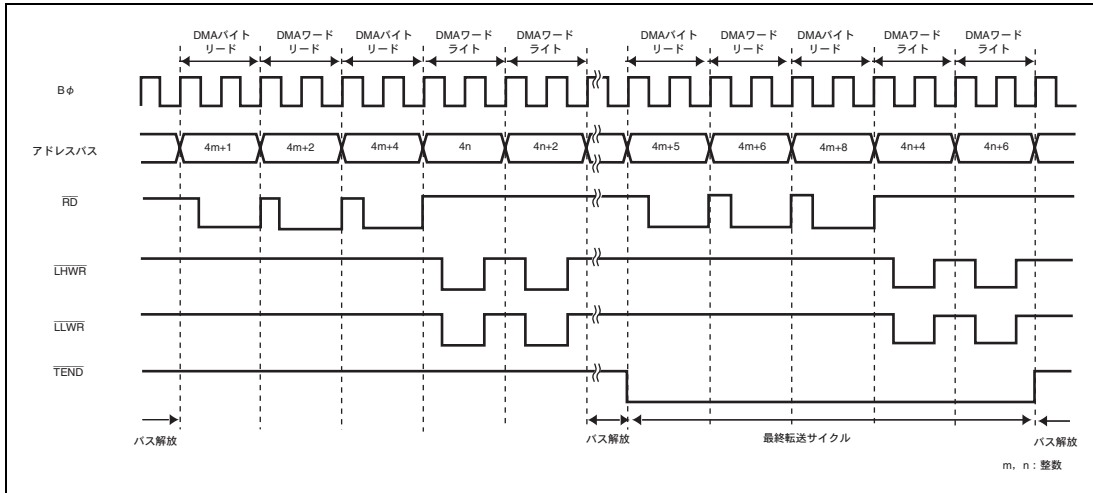 DMAバイト
リード
DMAワード
リード
DMAバイト
リード
DMAワード
ライト
DMAワード
ライト
DMAバイト
リード
DMAワード
リード
DMAバイト
リード
DMAワード
ライト
DMAワード
ライト
Bφ
アドレスバス
4m+1
4m+2
4m+4
4n
4n+2
4m+5
4m+6
4m+8
4n+4
4n+6
RD
LHWR
LLWR
TEND
バス解放
バス解放
最終転送サイクル
バス解放
m, n:整数